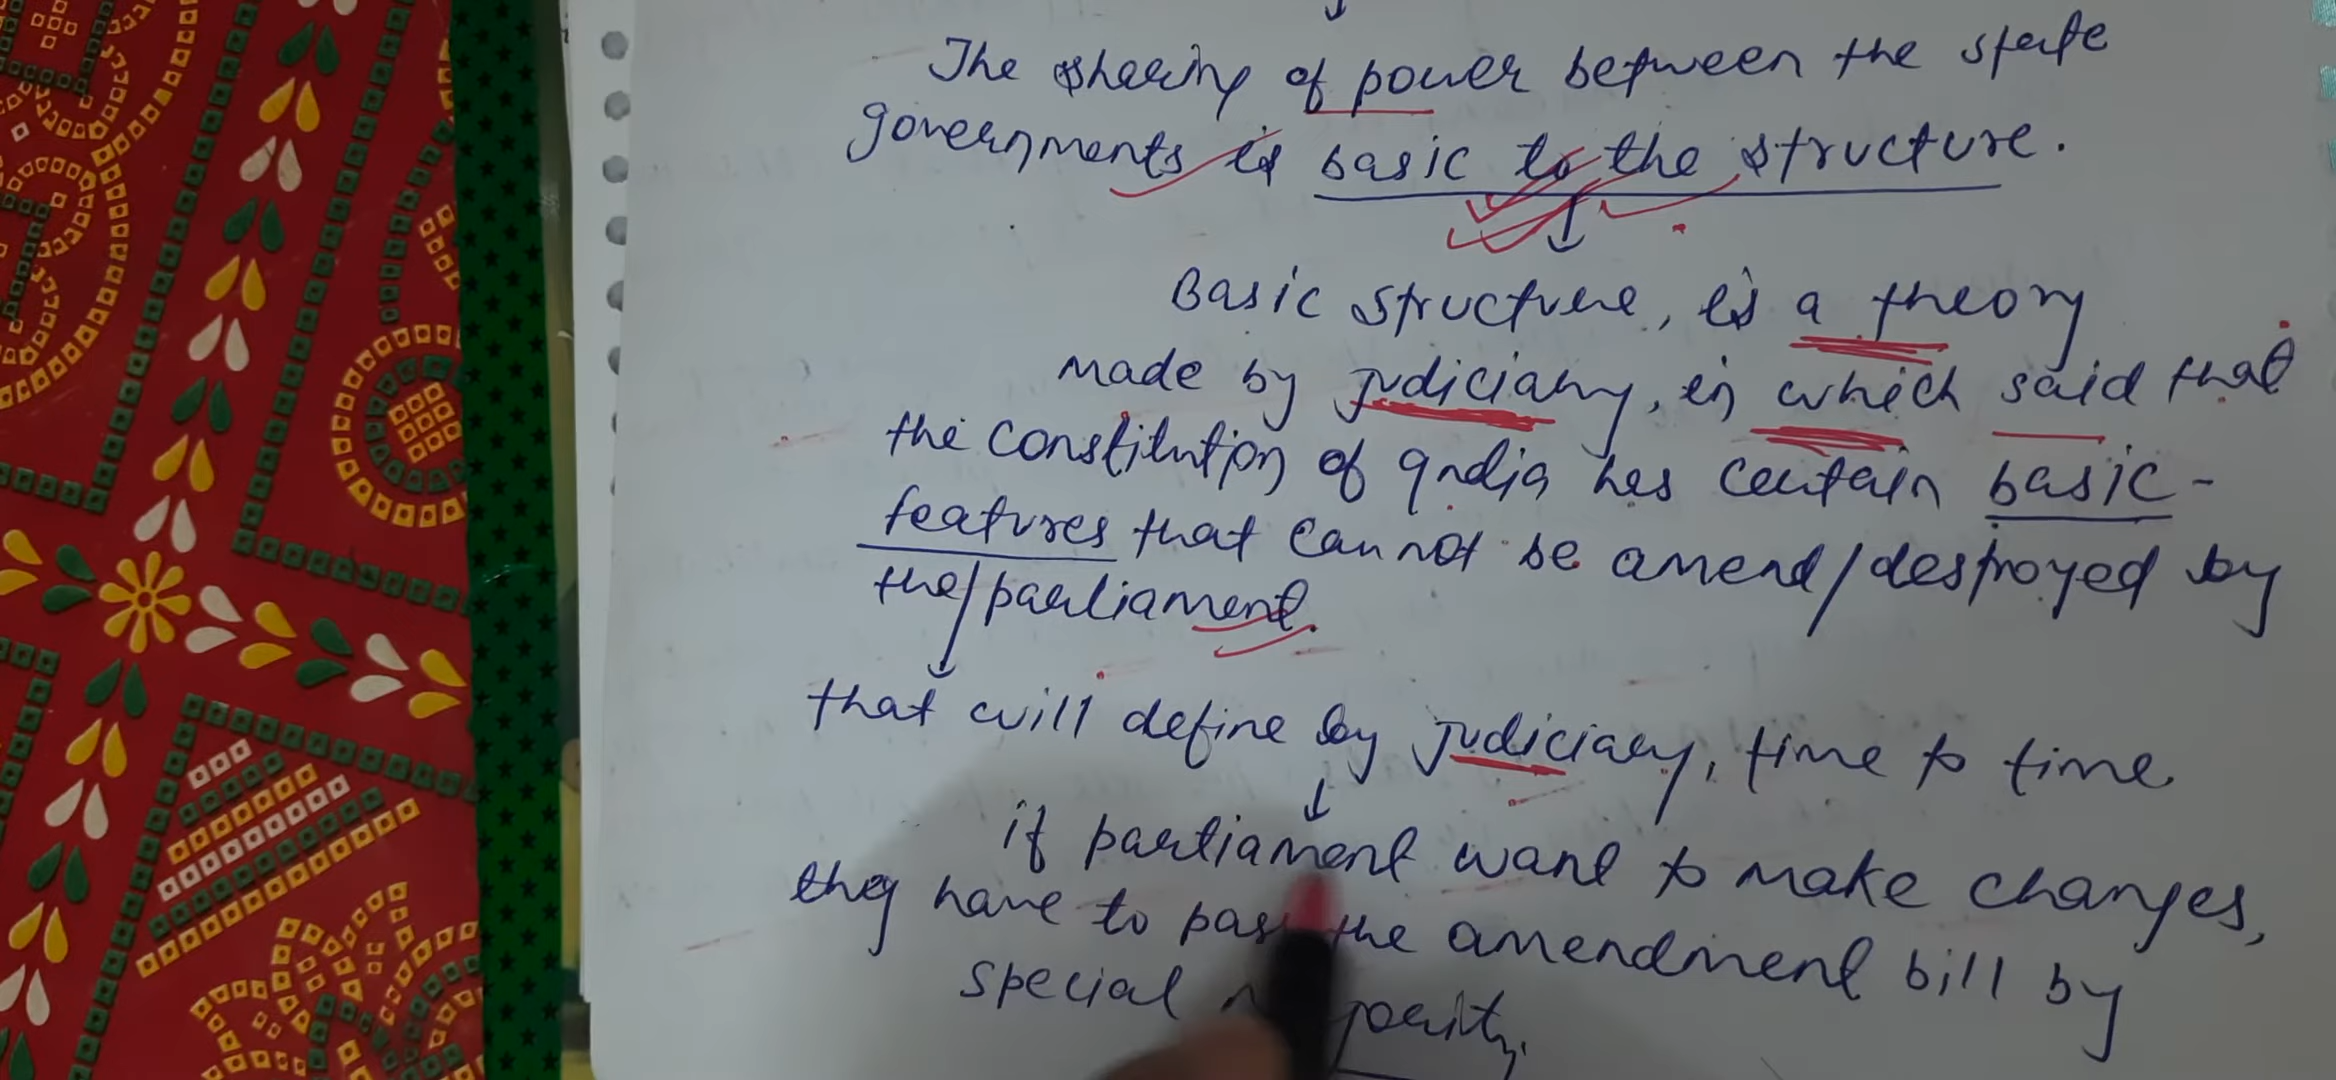 The sharing of power between the state
governments is basic to the structure.
Basic structure, is a theory
made by judiciary, in which said that
the constitution of India has certain basic-
features that cannot be amend/destroyed by
the parliament.
that will define by judiciary, time to time
if parliament want to make changes,
they have to pass the amendment bill by
special